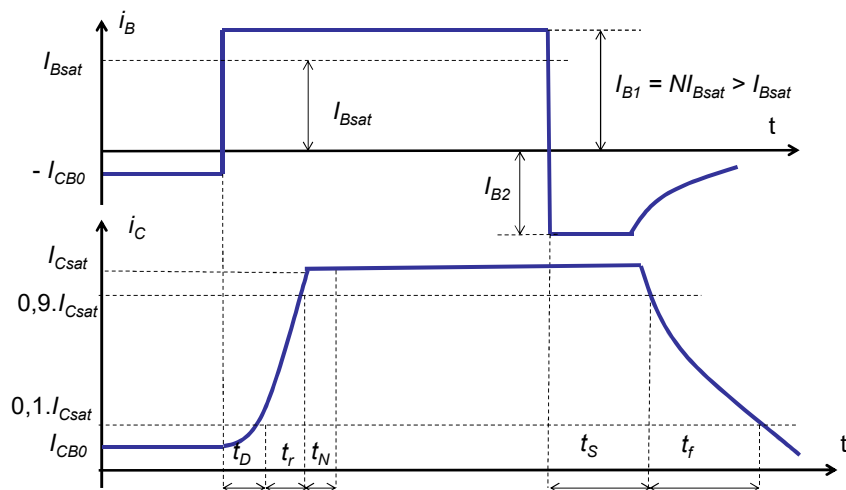 i_B
I_Bsat
I_B1 = NI_Bsat > I_Bsat
I_Bsat
t
- I_CB0
I_B2
i_C
I_Csat
0,9.I_Csat
0,1.I_Csat
I_CB0
t_D t_r t_N t_S t_f
t